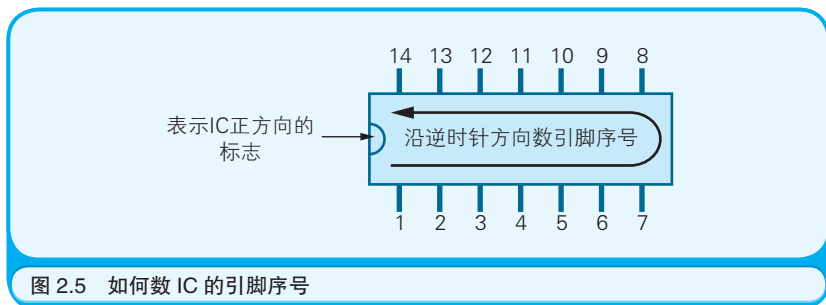 14 13 12 11 10 9 8
表示IC正方向的
标志
沿逆时针方向数引脚序号
1 2 3 4 5 6 7
图 2.5 如何数 IC 的引脚序号